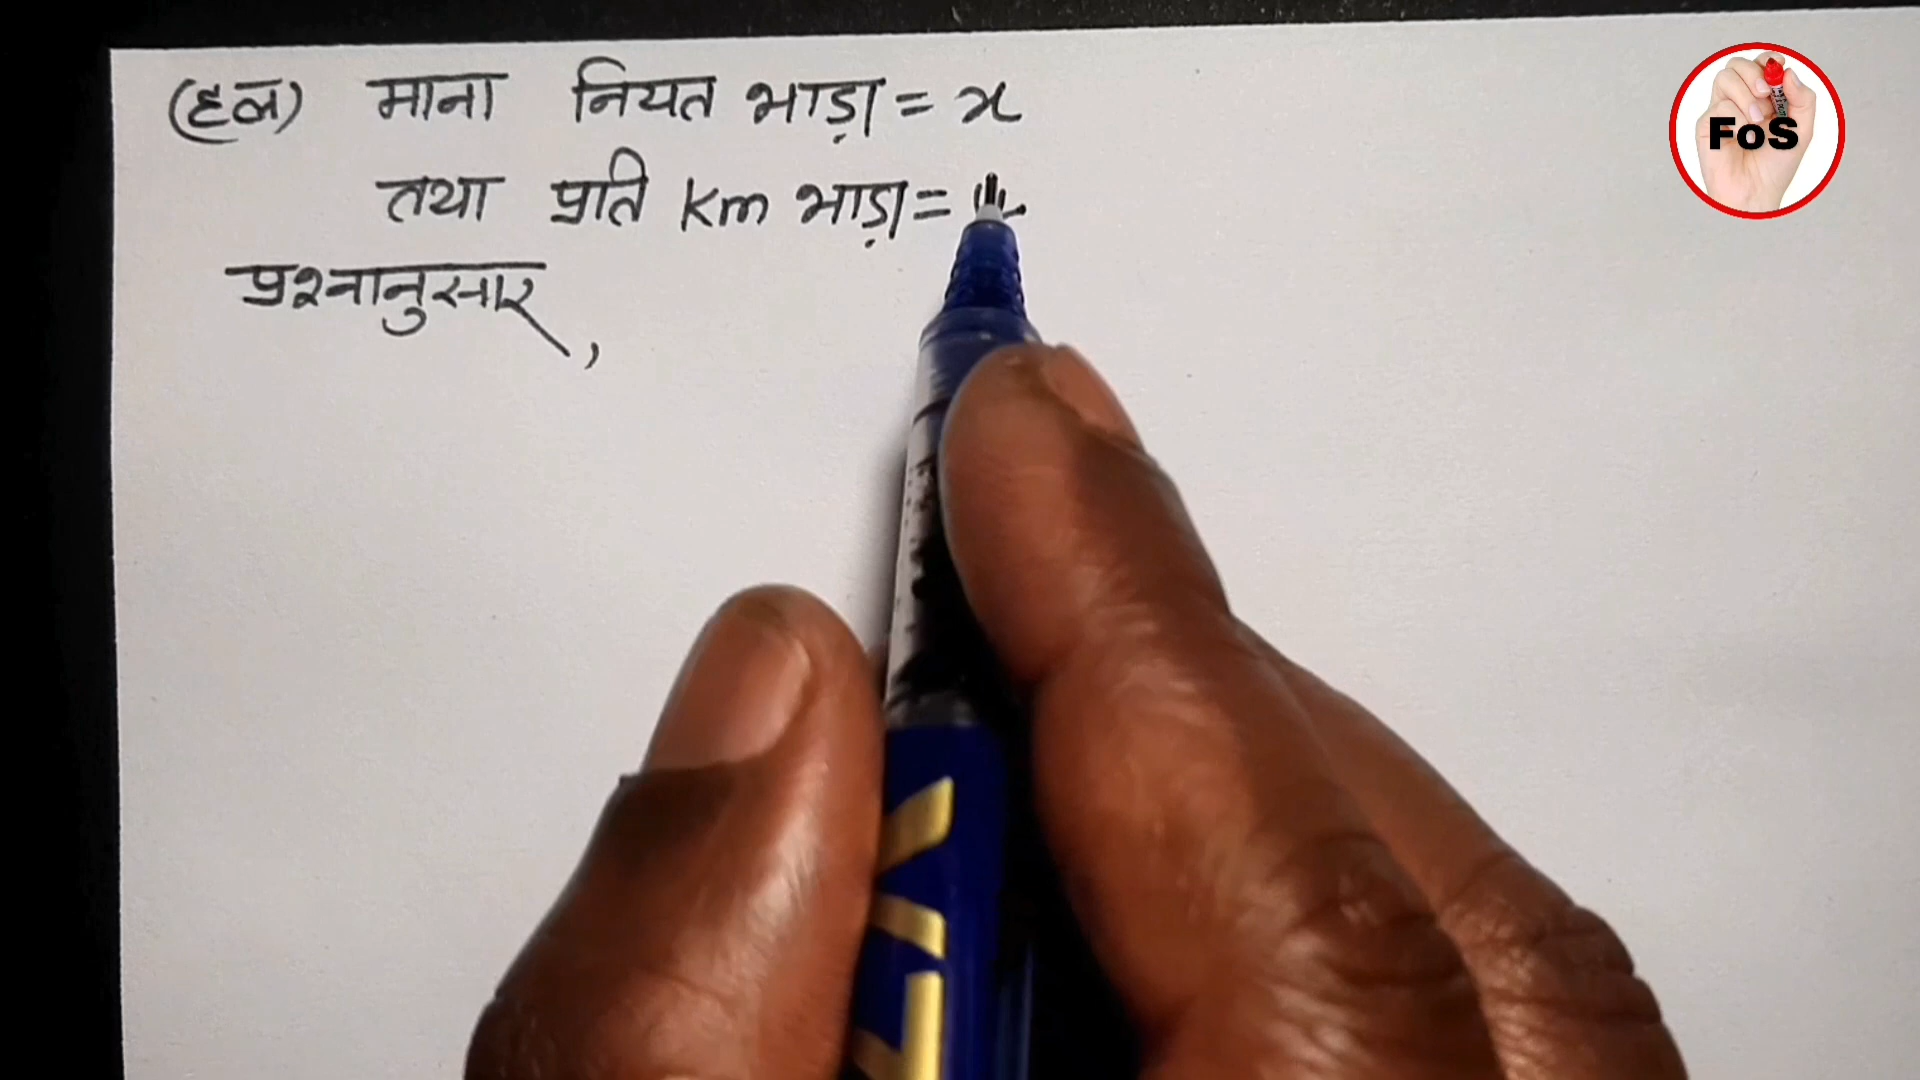 (हल) माना नियत भाड़ा = x
तथा प्रति km भाड़ा =
प्रश्नानुसार,
FoS